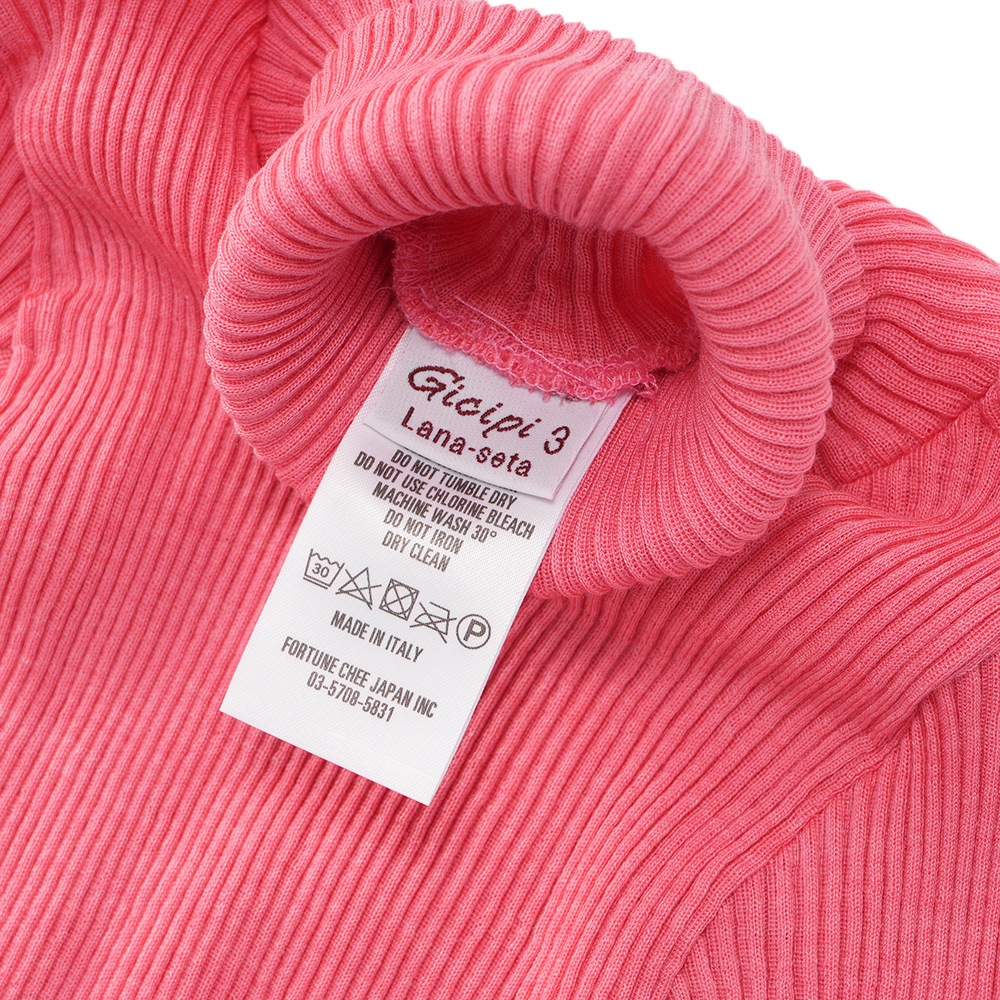 Gicipi 3
Lana-seta
DO NOT TUMBLE DRY
DO NOT USE CHLORINE BLEACH
MACHINE WASH 30°
DO NOT IRON
DRY CLEAN
30 P
MADE IN ITALY
FORTUNE CHEE JAPAN INC
03-5708-5831